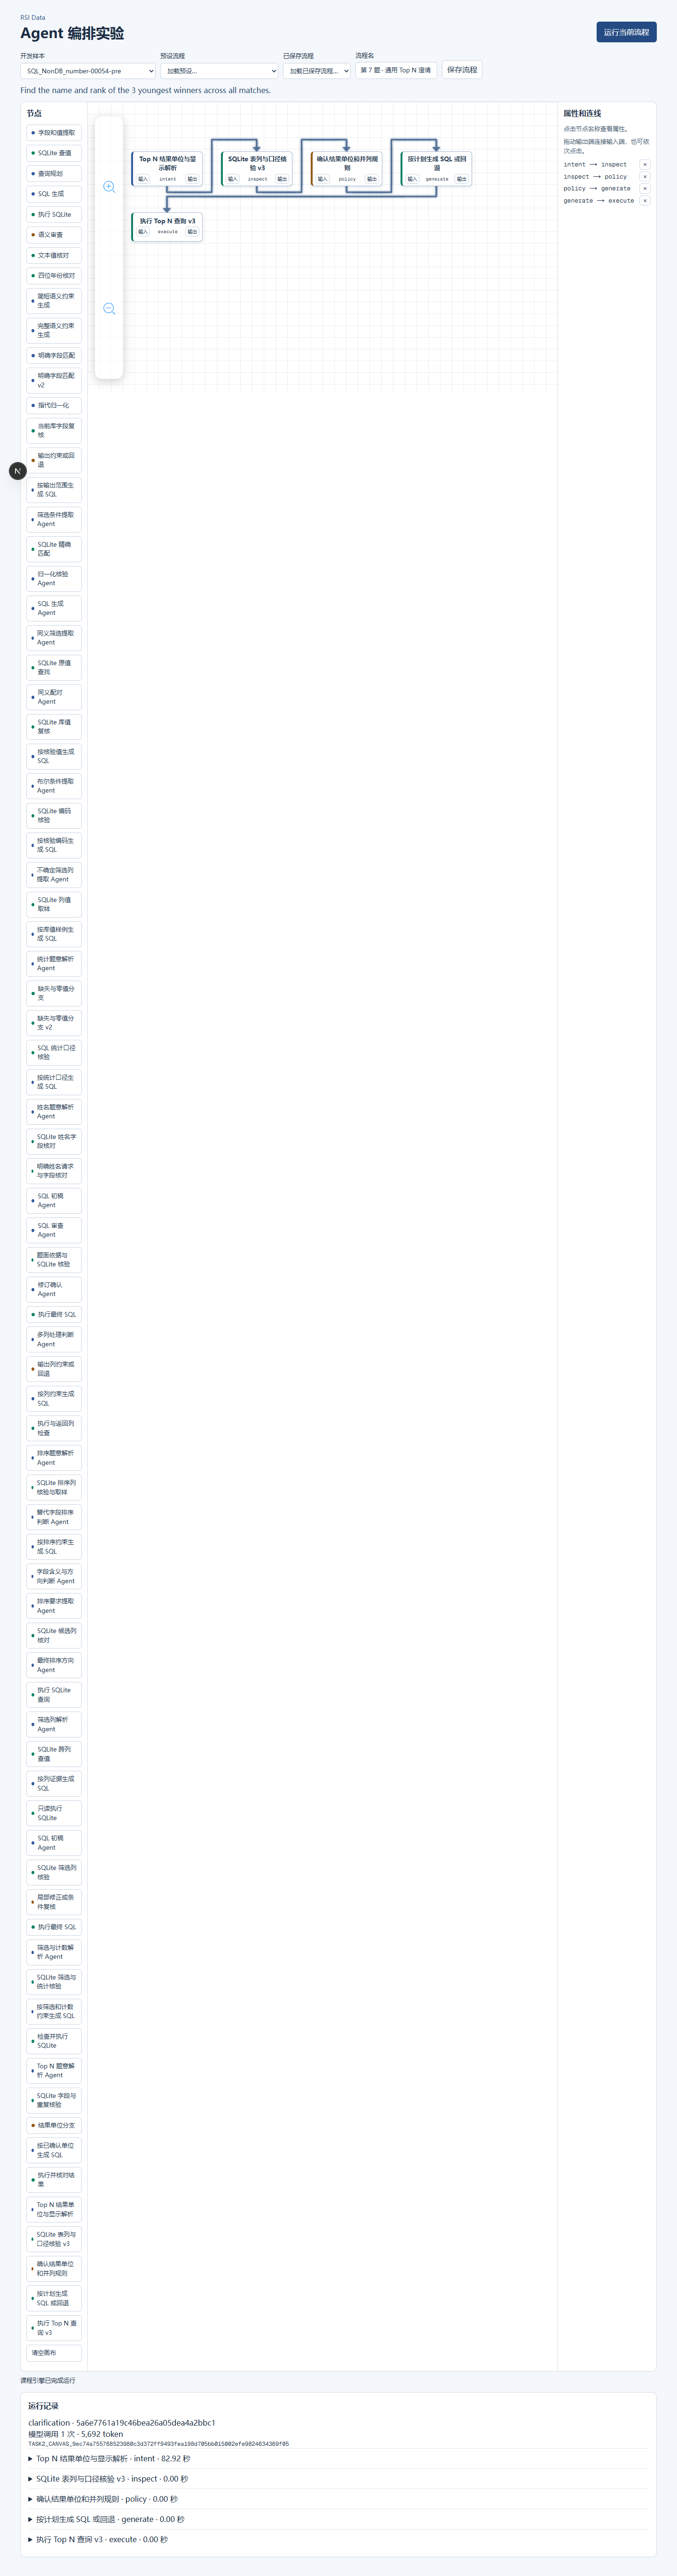 RSI Data
Agent 编排实验
运行当前流程
开发样本
预设流程
已保存流程
流程名
SQL_NonDB_number-00054-pre
加载预设...
加载已保存流程...
第 7 题 · 通用 Top N 澄清
保存流程
Find the name and rank of the 3 youngest winners across all matches.
节点
字段和值提取
SQLite 查值
查询规划
SQL 生成
执行 SQLite
语义审查
文本值核对
四位年份核对
简短语义约束
生成
完整语义约束
生成
明确字段匹配
明确字段匹配
v2
指代归一化
当前库字段复
核
输出约束或回
退
按输出范围生
成 SQL
筛选条件提取
Agent
SQLite 精确
匹配
归一化核验
Agent
SQL 生成
Agent
同义筛选提取
Agent
SQLite 原值
查找
同义配对
Agent
SQLite 库值
复核
按核验值生成
SQL
布尔条件提取
Agent
SQLite 编码
核验
按核验编码生
成 SQL
不确定筛选列
提取 Agent
SQLite 列值
取样
按库值样例生
成 SQL
统计题意解析
Agent
缺失与零值分
支
缺失与零值分
支 v2
SQL 统计口径
核验
按统计口径生
成 SQL
姓名题意解析
Agent
SQLite 姓名字
段核对
明确姓名请求
与字段核对
SQL 初稿
Agent
SQL 审查
Agent
题面依据与
SQLite 核验
修订确认
Agent
执行最终 SQL
多列处理判断
Agent
输出列约束或
回退
按列约束生成
SQL
执行与返回列
检查
排序题意解析
Agent
SQLite 排序列
核验与取样
替代字段排序
判断 Agent
按排序约束生
成 SQL
字段含义与方
向判断 Agent
排序要求提取
Agent
SQLite 候选列
核对
最终排序方向
Agent
执行 SQLite
查询
筛选列解析
Agent
SQLite 跨列
查值
按列证据生成
SQL
只读执行
SQLite
SQL 初稿
Agent
SQLite 筛选列
核验
局部修正或条
件复核
执行最终 SQL
筛选与计数解
析 Agent
SQLite 筛选与
统计核验
按筛选和计数
约束生成 SQL
检查并执行
SQLite
Top N 题意解
析 Agent
SQLite 字段与
重复核验
结果单位分支
按已确认单位
生成 SQL
执行并核对结
果
Top N 结果单
位与显示解析
SQLite 表列与
口径核验 v3
确认结果单位
和并列规则
按计划生成
SQL 或回退
执行 Top N 查
询 v3
清空画布
Top N 结果单位与显
示解析
输入 intent 输出
SQLite 表列与口径核
验 v3
输入 inspect 输出
确认结果单位和并列规
则
输入 policy 输出
按计划生成 SQL 或回
退
输入 generate 输出
执行 Top N 查询 v3
输入 execute 输出
属性和连线
点击节点名称查看属性。
拖动输出端连接输入端，也可依
次点击。
intent → inspect ×
inspect → policy ×
policy → generate ×
generate → execute ×
N
课程引擎已完成运行
运行记录
clarification · 5a6e7761a19c46bea26a05dea4a2bbc1
模型调用 1 次 · 5,692 token
▶ Top N 结果单位与显示解析 · intent · 82.92 秒
▶ SQLite 表列与口径核验 v3 · inspect · 0.00 秒
▶ 确认结果单位和并列规则 · policy · 0.00 秒
▶ 按计划生成 SQL 或回退 · generate · 0.00 秒
▶ 执行 Top N 查询 v3 · execute · 0.00 秒